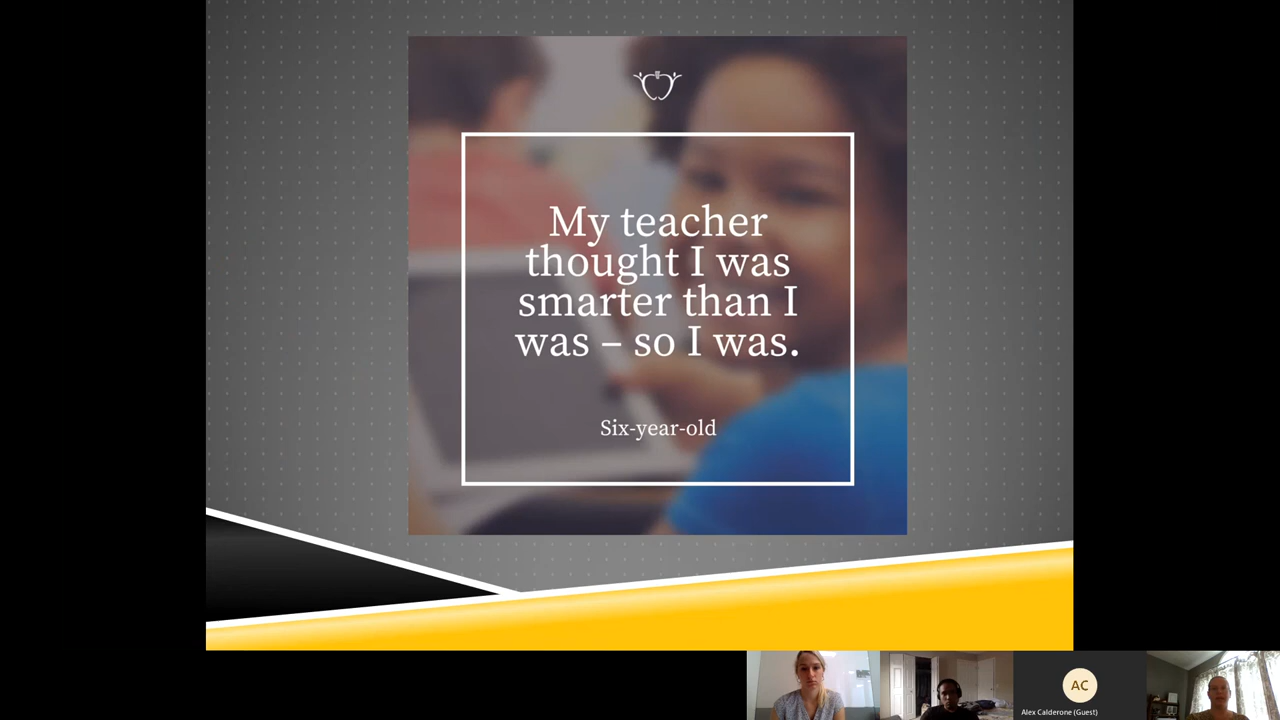 My teacher
thought I was
smarter than I
was – so I was.
Six-year-old
AC
Alex Calderone (Guest)